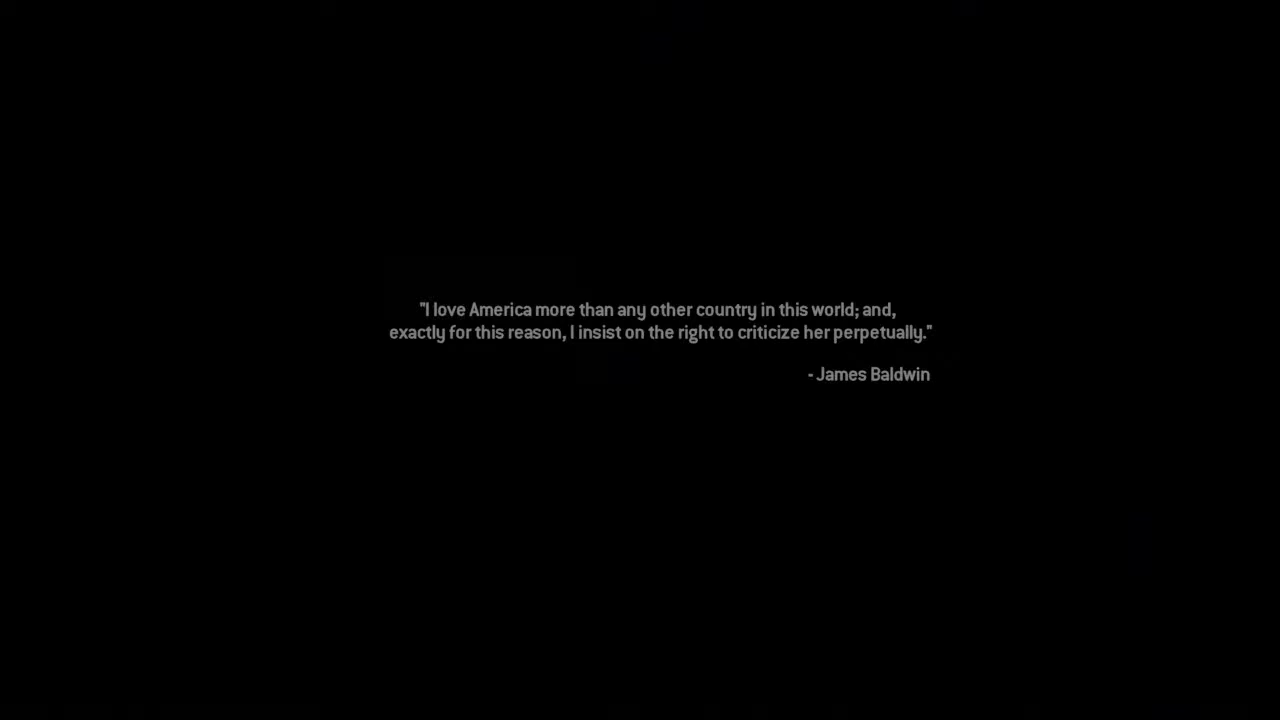 "I love America more than any other country in this world; and,
exactly for this reason, I insist on the right to criticize her perpetually."
- James Baldwin